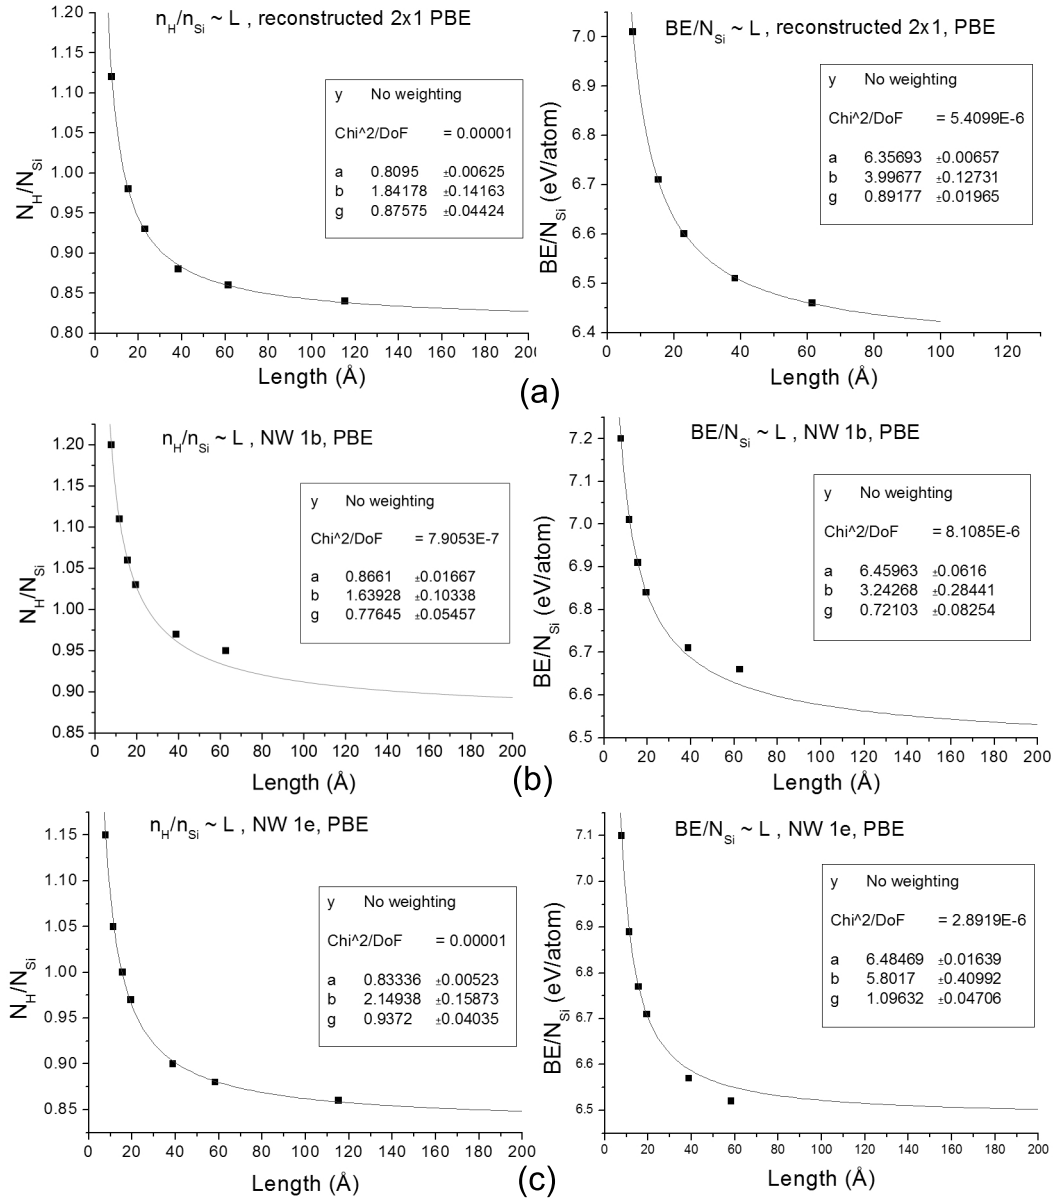 n_H/n_Si ~ L , reconstructed 2x1 PBE
1.20
1.15
1.10
1.05
1.00
0.95
0.90
0.85
0.80
N_H/N_Si
y No weighting
Chi^2/DoF = 0.00001
a 0.8095 ±0.00625
b 1.84178 ±0.14163
g 0.87575 ±0.04424
0 20 40 60 80 100 120 140 160 180 200
Length (Å)
BE/N_Si ~ L , reconstructed 2x1, PBE
7.0
6.9
6.8
6.7
6.6
6.5
6.4
BE/N_Si (eV/atom)
y No weighting
Chi^2/DoF = 5.4099E-6
a 6.35693 ±0.00657
b 3.99677 ±0.12731
g 0.89177 ±0.01965
0 20 40 60 80 100 120
Length (Å)
(a)
n_H/n_Si ~ L , NW 1b, PBE
1.20
1.15
1.10
1.05
1.00
0.95
0.90
0.85
N_H/N_Si
y No weighting
Chi^2/DoF = 7.9053E-7
a 0.8661 ±0.01667
b 1.63928 ±0.10338
g 0.77645 ±0.05457
0 20 40 60 80 100 120 140 160 180 200
Length (Å)
BE/N_Si ~ L , NW 1b, PBE
7.2
7.1
7.0
6.9
6.8
6.7
6.6
6.5
BE/N_Si (eV/atom)
y No weighting
Chi^2/DoF = 8.1085E-6
a 6.45963 ±0.0616
b 3.24268 ±0.28441
g 0.72103 ±0.08254
0 20 40 60 80 100 120 140 160 180 200
Length (Å)
(b)
n_H/n_Si ~ L , NW 1e, PBE
1.15
1.10
1.05
1.00
0.95
0.90
0.85
N_H/N_Si
y No weighting
Chi^2/DoF = 0.00001
a 0.83336 ±0.00523
b 2.14938 ±0.15873
g 0.9372 ±0.04035
0 20 40 60 80 100 120 140 160 180 200
Length (Å)
BE/N_Si ~ L , NW 1e, PBE
7.1
7.0
6.9
6.8
6.7
6.6
6.5
BE/N_Si (eV/atom)
y No weighting
Chi^2/DoF = 2.8919E-6
a 6.48469 ±0.01639
b 5.8017 ±0.40992
g 1.09632 ±0.04706
0 20 40 60 80 100 120 140 160 180 200
Length (Å)
(c)